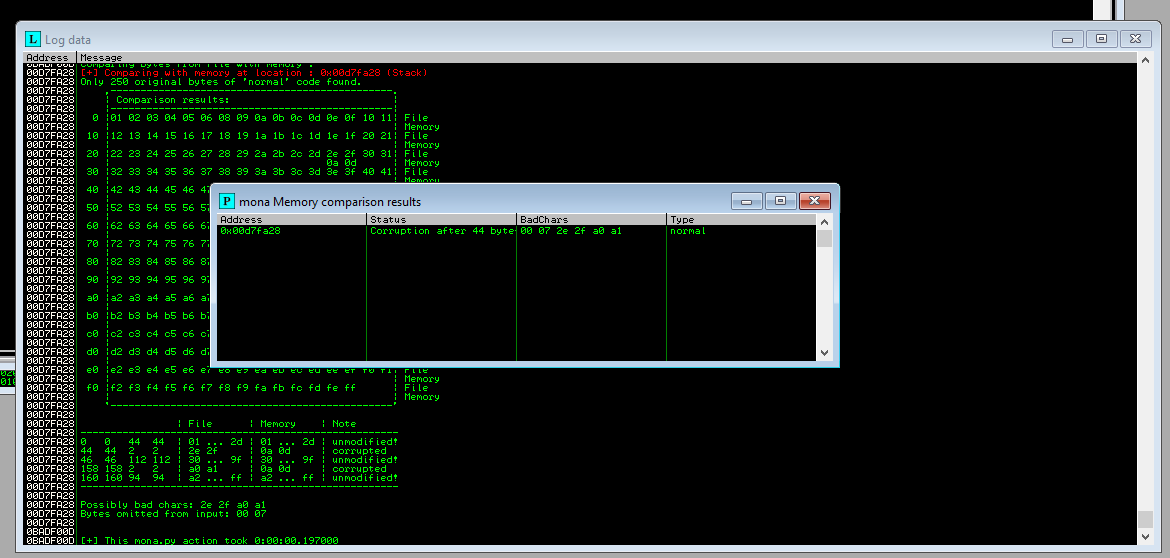 Log data
Address Message
0BADF00D Comparing bytes from file with memory :
00D7FA28 [+] Comparing with memory at location : 0x00d7fa28 (Stack)
00D7FA28 Only 250 original bytes of 'normal' code found.
00D7FA28
00D7FA28 | Comparison results:
00D7FA28
00D7FA28 0 |01 02 03 04 05 06 08 09 0a 0b 0c 0d 0e 0f 10 11| File
00D7FA28 | Memory
00D7FA28 10 |12 13 14 15 16 17 18 19 1a 1b 1c 1d 1e 1f 20 21| File
00D7FA28 | Memory
00D7FA28 20 |22 23 24 25 26 27 28 29 2a 2b 2c 2d 2e 2f 30 31| File
00D7FA28 | 0a 0d | Memory
00D7FA28 30 |32 33 34 35 36 37 38 39 3a 3b 3c 3d 3e 3f 40 41| File
00D7FA28 | Memory
00D7FA28 40 |42 43 44 45 46 47
00D7FA28
00D7FA28 50 |52 53 54 55 56 57
00D7FA28
00D7FA28 60 |62 63 64 65 66 67
00D7FA28
00D7FA28 70 |72 73 74 75 76 77
00D7FA28
00D7FA28 80 |82 83 84 85 86 87
00D7FA28
00D7FA28 90 |92 93 94 95 96 97
00D7FA28
00D7FA28 a0 |a2 a3 a4 a5 a6 a7
00D7FA28
00D7FA28 b0 |b2 b3 b4 b5 b6 b7
00D7FA28
00D7FA28 c0 |c2 c3 c4 c5 c6 c7
00D7FA28
00D7FA28 d0 |d2 d3 d4 d5 d6 d7
00D7FA28
00D7FA28 e0 |e2 e3 e4 e5 e6 e7 e8 e9 ea eb ec ed ee ef f0 f1| File
00D7FA28 | Memory
00D7FA28 f0 |f2 f3 f4 f5 f6 f7 f8 f9 fa fb fc fd fe ff | File
00D7FA28 | Memory
00D7FA28
00D7FA28
00D7FA28 | File | Memory | Note
00D7FA28 ----------------------------------------
00D7FA28 0 0 44 44 | 01 ... 2d | 01 ... 2d | unmodified!
00D7FA28 44 44 2 2 | 2e 2f | 0a 0d | corrupted
00D7FA28 46 46 112 112 | 30 ... 9f | 30 ... 9f | unmodified!
00D7FA28 158 158 2 2 | a0 a1 | 0a 0d | corrupted
00D7FA28 160 160 94 94 | a2 ... ff | a2 ... ff | unmodified!
00D7FA28 ----------------------------------------
00D7FA28
00D7FA28 Possibly bad chars: 2e 2f a0 a1
00D7FA28 Bytes omitted from input: 00 07
00D7FA28
0BADF00D
0BADF00D [+] This mona.py action took 0:00:00.197000
mona Memory comparison results
Address Status BadChars Type
0x00d7fa28 Corruption after 44 byte 00 07 2e 2f a0 a1 normal